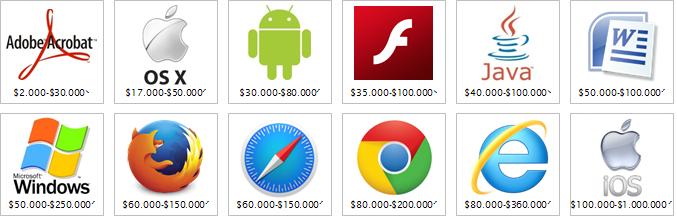 Adobe Acrobat™
OS X
Java™
W
$2.000-$30.000
$17.000-$50.000
$30.000-$80.000
$35.000-$100.000
$40.000-$100.000
$50.000-$100.000
Microsoft
Windows
iOS
$50.000-$250.000
$60.000-$150.000
$60.000-$150.000
$80.000-$200.000
$80.000-$360.000
$100.000-$1.000.000